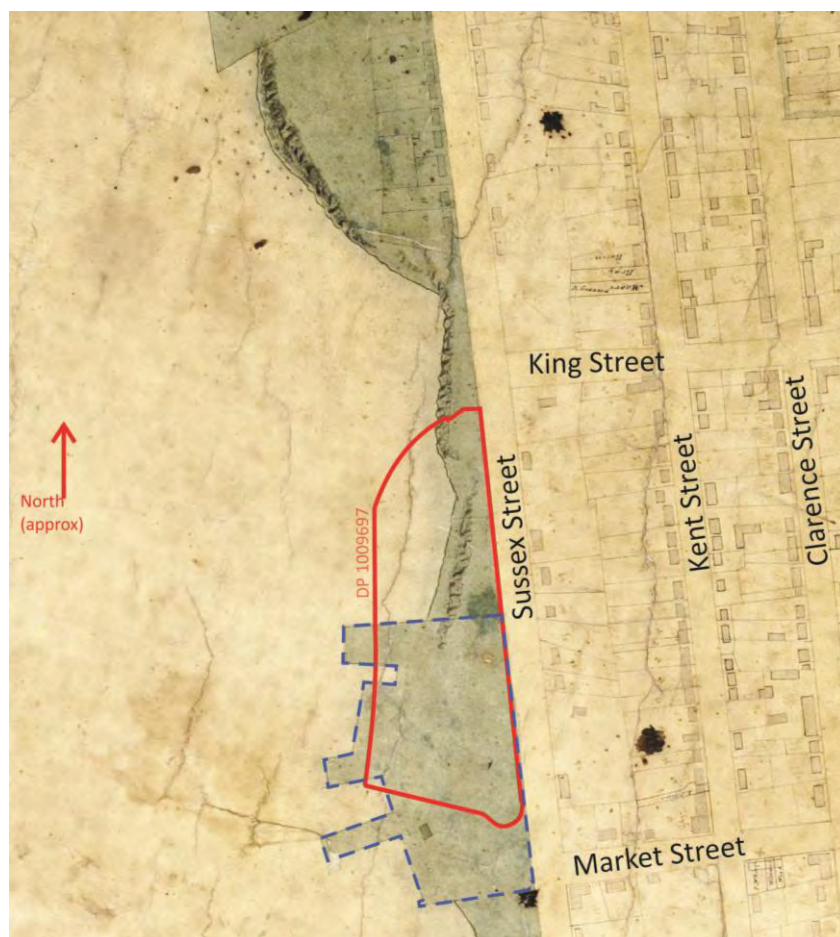 King Street
North
(approx)
DP 1009697
Sussex Street
Kent Street
Clarence Street
Market Street